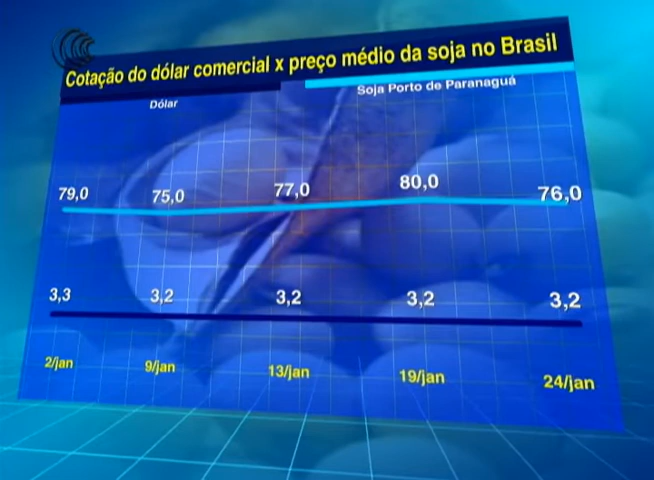 Cotação do dólar comercial x preço médio da soja no Brasil
Dólar
Soja Porto de Paranaguá
79,0 75,0 77,0 80,0 76,0
3,3 3,2 3,2 3,2 3,2
2/jan 9/jan 13/jan 19/jan 24/jan